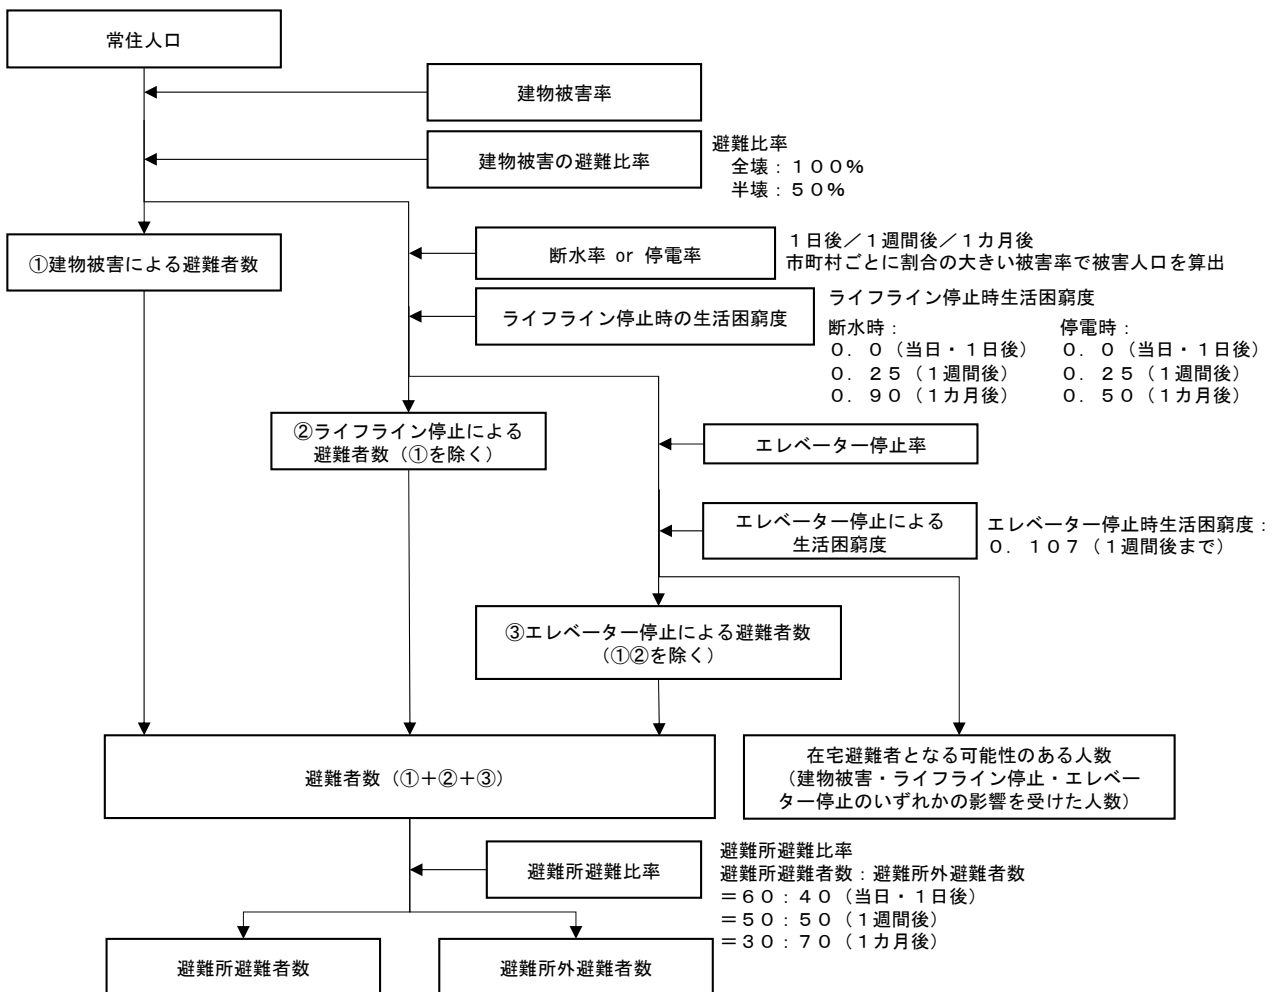 常住人口
建物被害率
建物被害の避難比率
避難比率
全壊:100%
半壊:50%
①建物被害による避難者数
断水率 or 停電率
1日後/1週間後/1カ月後
市町村ごとに割合の大きい被害率で被害人口を算出
ライフライン停止時の生活困窮度
ライフライン停止時生活困窮度
断水時:
0.0(当日・1日後)
0.25(1週間後)
0.90(1カ月後)
停電時:
0.0(当日・1日後)
0.25(1週間後)
0.50(1カ月後)
②ライフライン停止による
避難者数(①を除く)
エレベーター停止率
エレベーター停止による
生活困窮度
エレベーター停止時生活困窮度:
0.107(1週間後まで)
③エレベーター停止による避難者数
(①②を除く)
避難者数(①+②+③)
在宅避難者となる可能性のある人数
(建物被害・ライフライン停止・エレベー
ター停止のいずれかの影響を受けた人数)
避難所避難比率
避難所避難比率
避難所避難者数:避難所外避難者数
=60:40(当日・1日後)
=50:50(1週間後)
=30:70(1カ月後)
避難所避難者数
避難所外避難者数